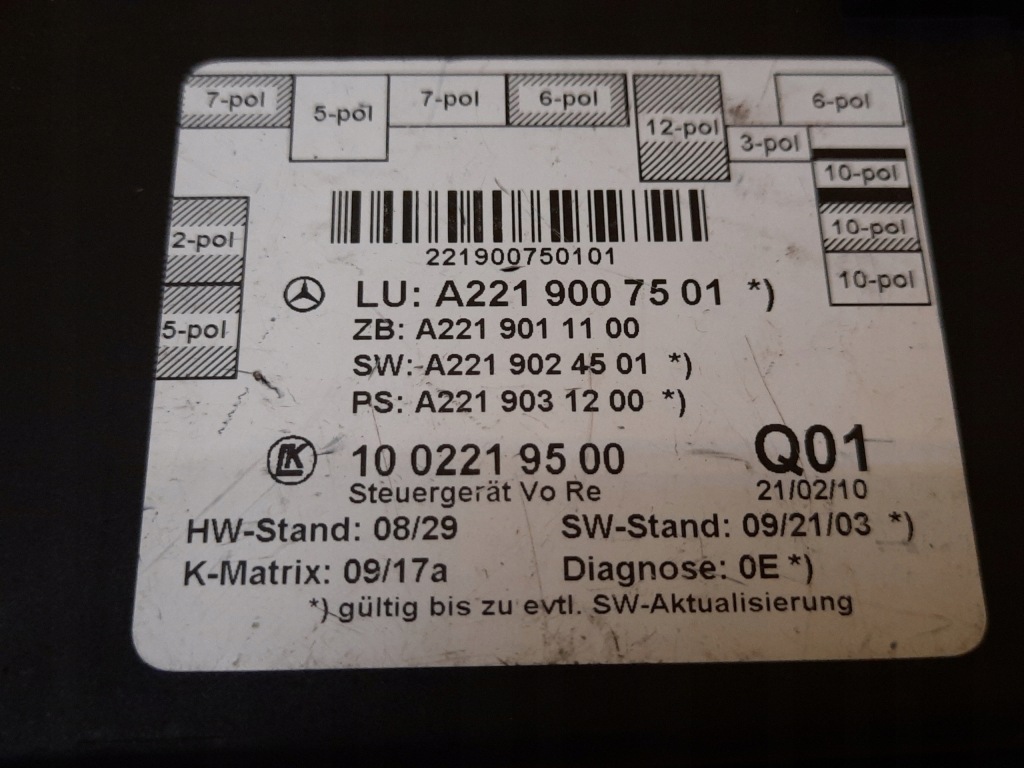 7-pol
5-pol
7-pol
6-pol
12-pol
3-pol
6-pol
10-pol
10-pol
10-pol
2-pol
5-pol
221900750101
LU: A221 900 75 01 *)
ZB: A221 901 11 00
SW: A221 902 45 01 *)
PS: A221 903 12 00 *)
LK 10 0221 95 00
Q01
Steuergerät Vo Re
21/02/10
HW-Stand: 08/29 SW-Stand: 09/21/03 *)
K-Matrix: 09/17a Diagnose: 0E *)
*) gültig bis zu evtl. SW-Aktualisierung